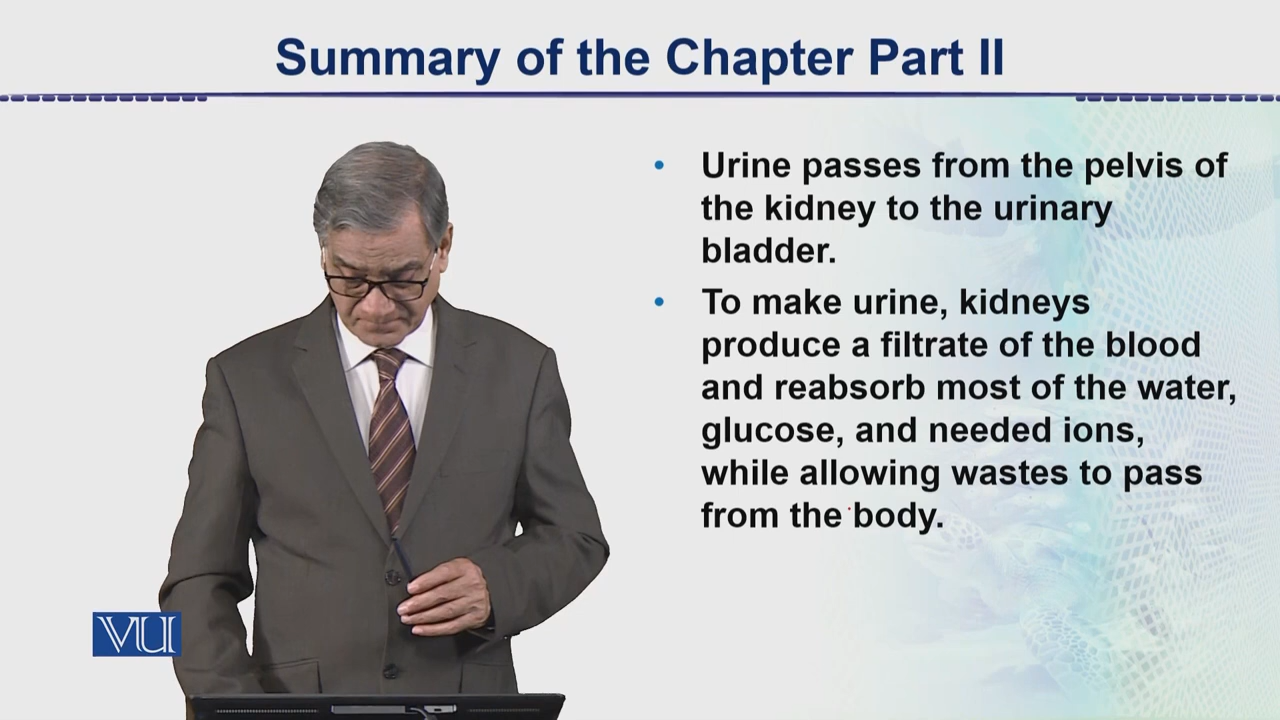 Summary of the Chapter Part II
• Urine passes from the pelvis of
the kidney to the urinary
bladder.
• To make urine, kidneys
produce a filtrate of the blood
and reabsorb most of the water,
glucose, and needed ions,
while allowing wastes to pass
from the body.
VU